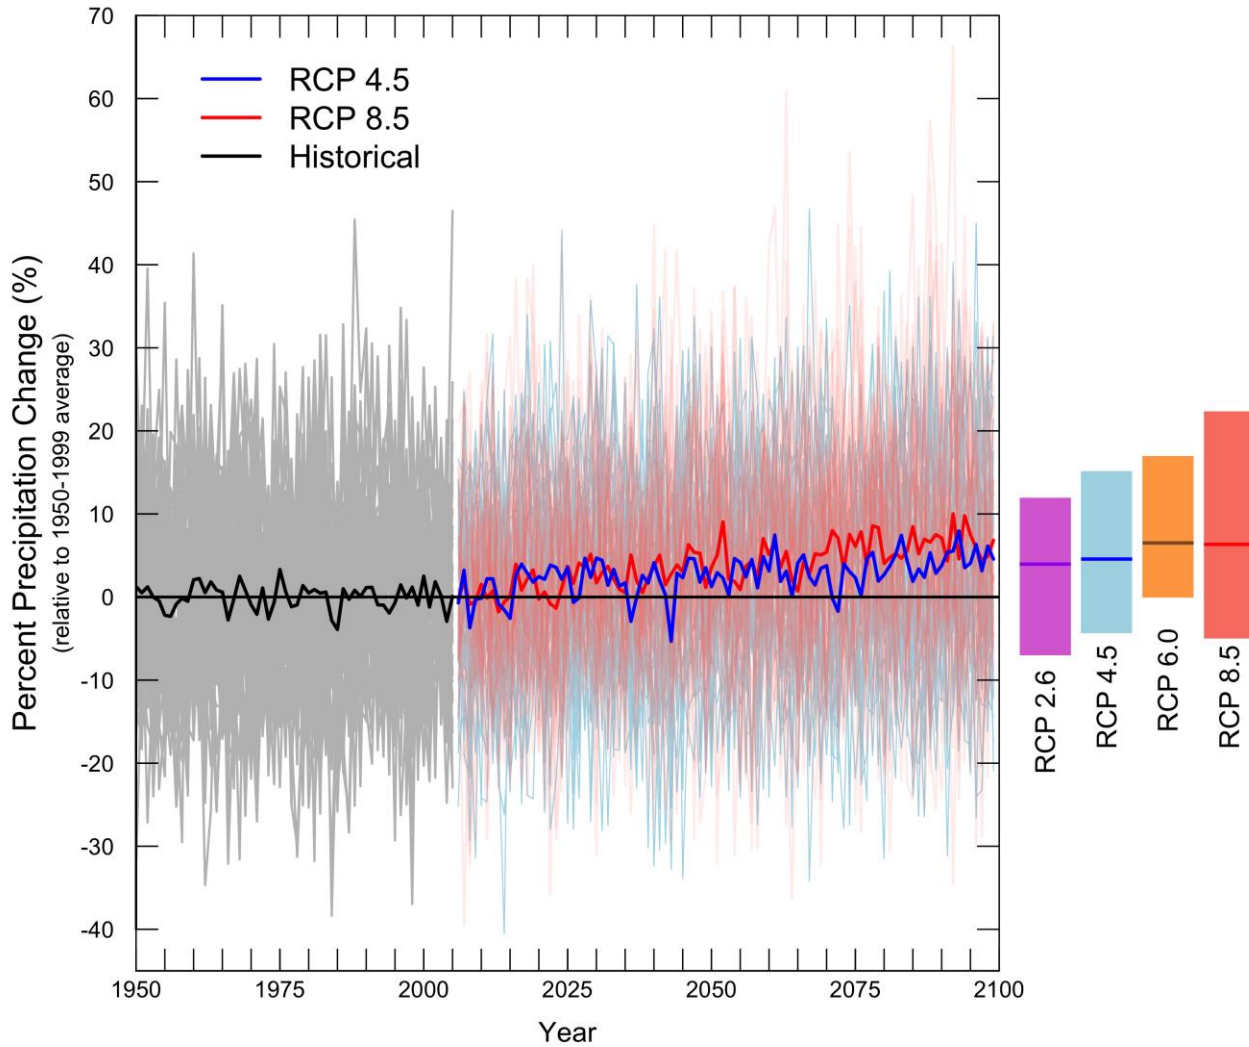 70
60
50
40
30
20
10
0
-10
-20
-30
-40
Percent Precipitation Change (%)
(relative to 1950-1999 average)
RCP 4.5
RCP 8.5
Historical
1950
1975
2000
2025
2050
2075
2100
Year
RCP 2.6
RCP 4.5
RCP 6.0
RCP 8.5